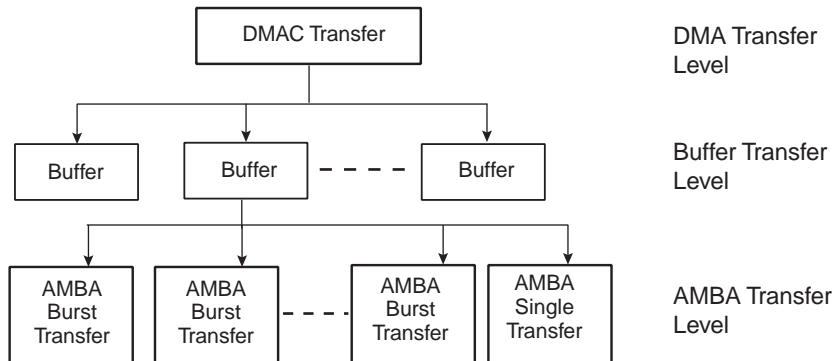 DMAC Transfer
DMA Transfer
Level
Buffer
Buffer
Buffer
Buffer Transfer
Level
AMBA
Burst
Transfer
AMBA
Burst
Transfer
AMBA
Burst
Transfer
AMBA
Single
Transfer
AMBA Transfer
Level